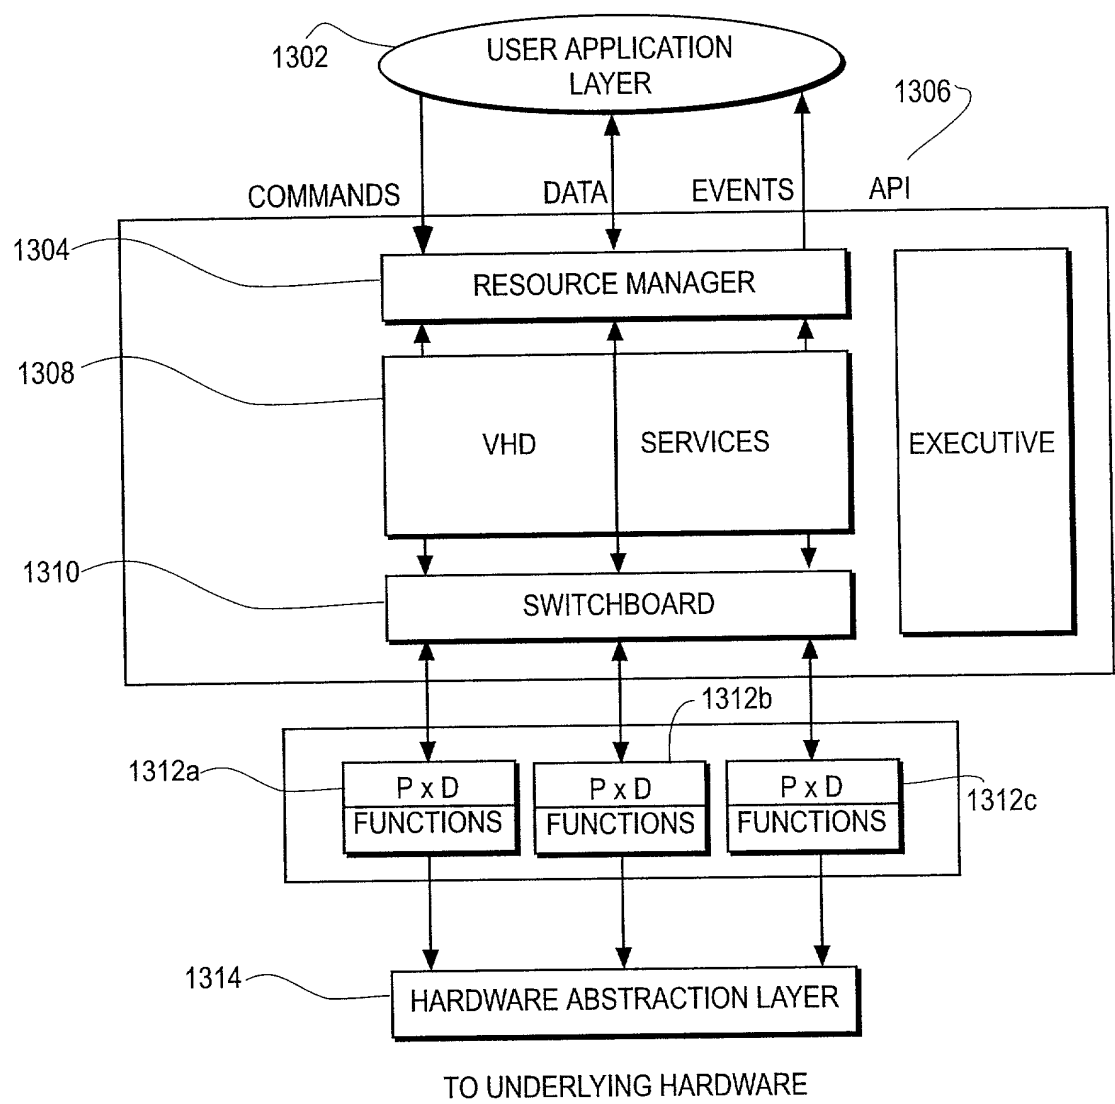 1302
USER APPLICATION
LAYER
1306
COMMANDS
DATA
EVENTS
API
1304
RESOURCE MANAGER
1308
VHD
SERVICES
EXECUTIVE
1310
SWITCHBOARD
1312b
1312a
P x D
FUNCTIONS
P x D
FUNCTIONS
P x D
FUNCTIONS
1312c
1314
HARDWARE ABSTRACTION LAYER
TO UNDERLYING HARDWARE